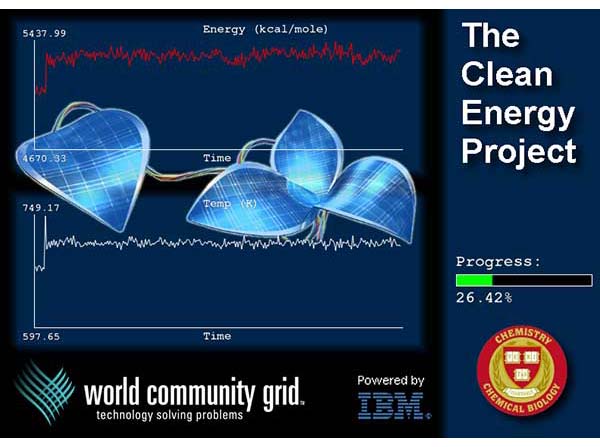 5437.99
Energy (kcal/mole)
4670.33
Time
749.17
Temp (K)
597.65
Time
The
Clean
Energy
Project
Progress:
26.42%
world community grid
technology solving problems
Powered by
IBM
CHEMISTRY
CHEMICAL BIOLOGY